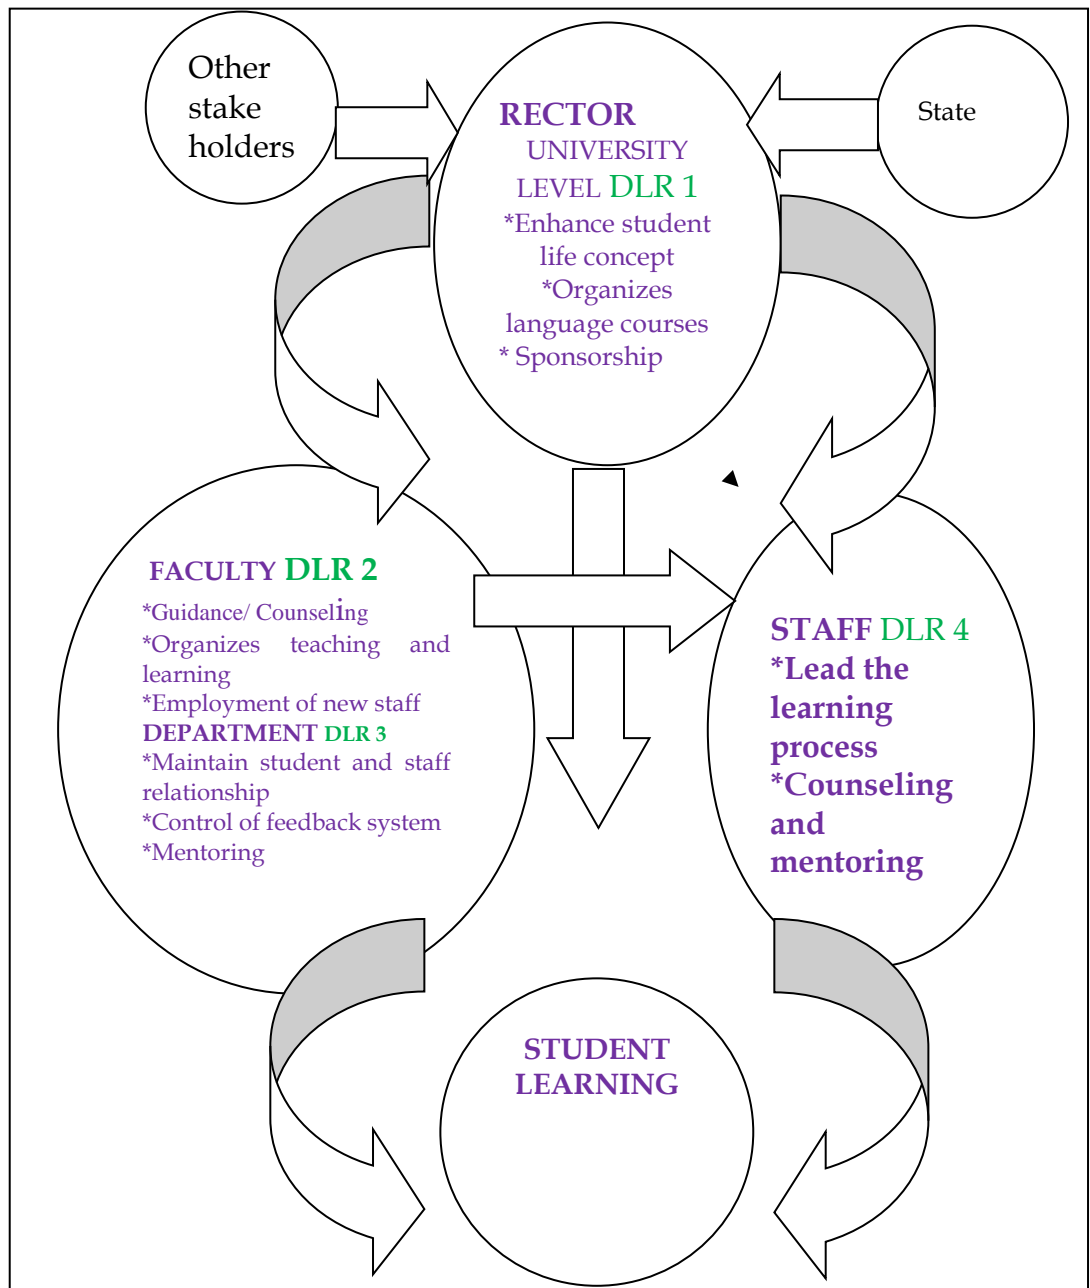 Other
stake
holders
RECTOR
UNIVERSITY
LEVEL DLR 1
*Enhance student
life concept
*Organizes
language courses
* Sponsorship
State
FACULTY DLR 2
*Guidance/ Counseling
*Organizes teaching and
learning
*Employment of new staff
DEPARTMENT DLR 3
*Maintain student and staff
relationship
*Control of feedback system
*Mentoring
STAFF DLR 4
*Lead the
learning
process
*Counseling
and
mentoring
STUDENT
LEARNING